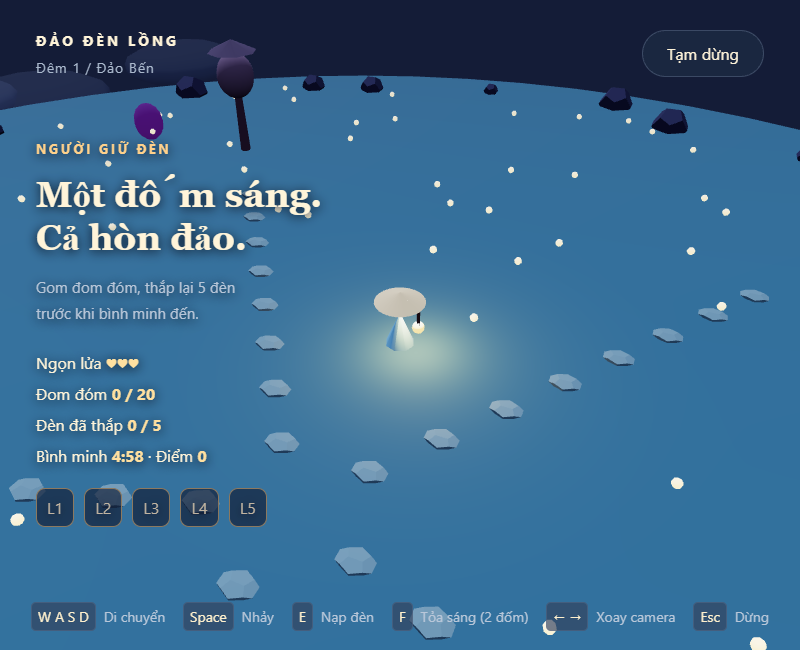 ĐẢO ĐÈN LỒNG
Đêm 1 / Đảo Bến
Tạm dừng
NGƯỜI GIỮ ĐÈN
Một đốm sáng.
Cả hòn đảo.
Gom đom đóm, thắp lại 5 đèn
trước khi bình minh đến.
Ngọn lửa ♥♥♥
Đom đóm 0 / 20
Đèn đã thắp 0 / 5
Bình minh 4:58 · Điểm 0
L1 L2 L3 L4 L5
W A S D Di chuyển Space Nhảy E Nạp đèn F Tỏa sáng (2 đốm) ← → Xoay camera Esc Dừng